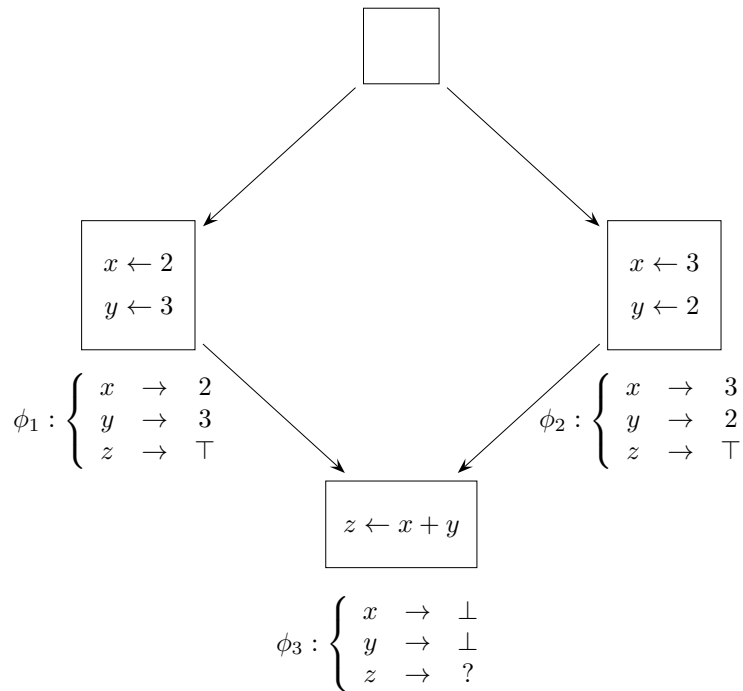 x ← 2
y ← 3
x ← 3
y ← 2
ϕ₁ : { x → 2
y → 3
z → ⊤
ϕ₂ : { x → 3
y → 2
z → ⊤
z ← x + y
ϕ₃ : { x → ⊥
y → ⊥
z → ?